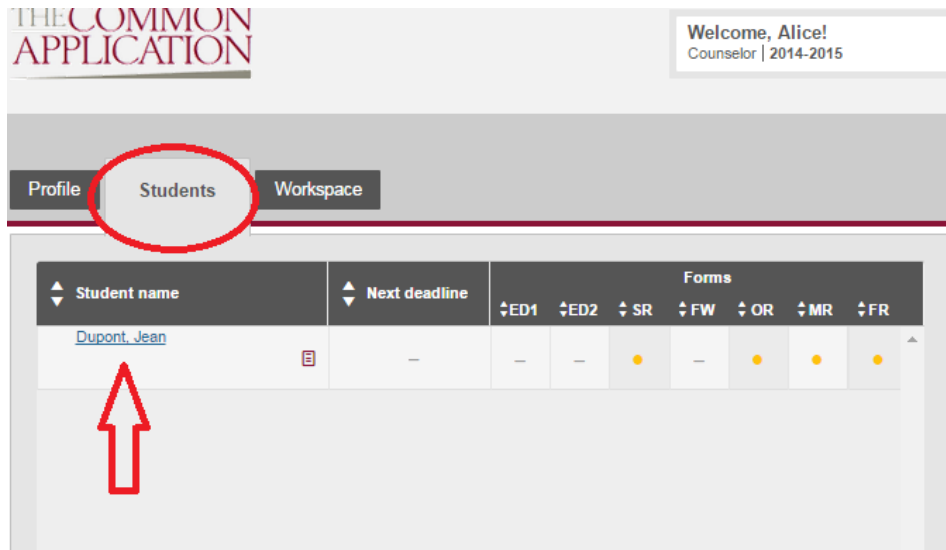 THE COMMON
APPLICATION
Welcome, Alice!
Counselor | 2014-2015
Profile
Students
Workspace
Student name
Next deadline
Forms
ED1 ED2 SR FW OR MR FR
Dupont, Jean
– – – –